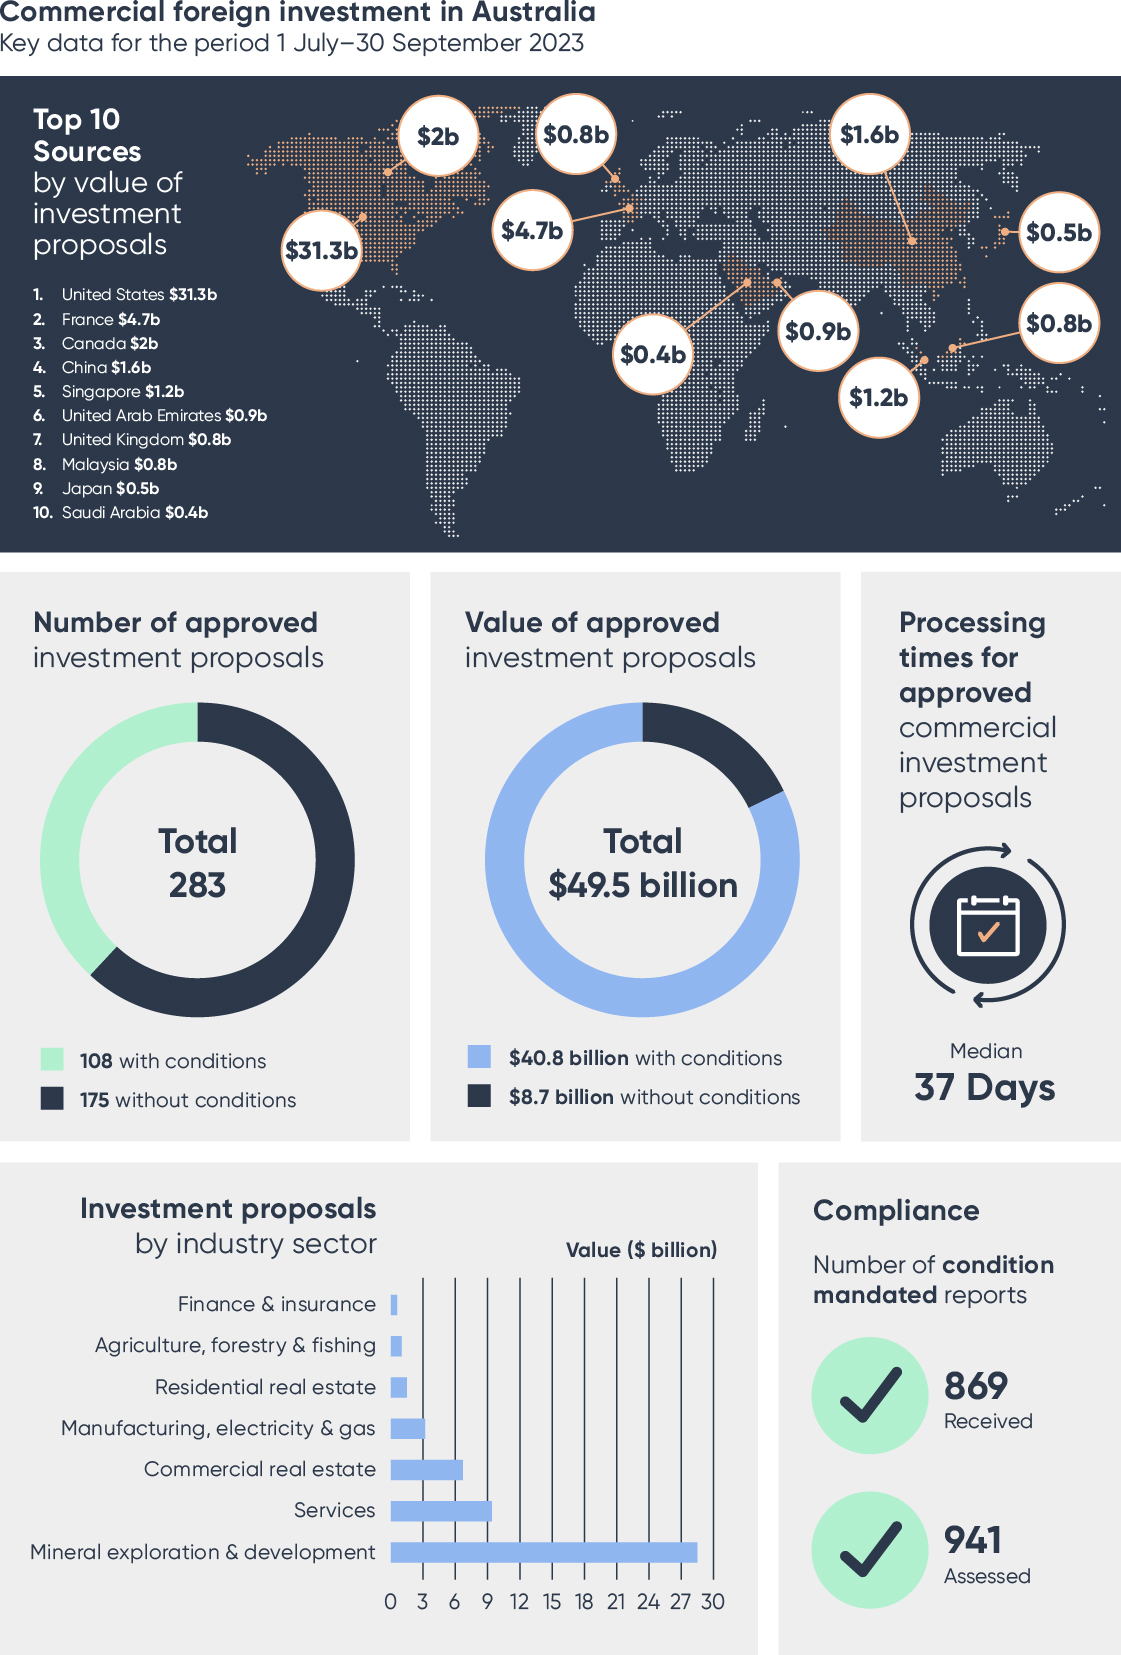 Commercial foreign investment in Australia
Key data for the period 1 July–30 September 2023
Top 10
Sources
by value of
investment
proposals
1. United States $31.3b
2. France $4.7b
3. Canada $2b
4. China $1.6b
5. Singapore $1.2b
6. United Arab Emirates $0.9b
7. United Kingdom $0.8b
8. Malaysia $0.8b
9. Japan $0.5b
10. Saudi Arabia $0.4b
$2b
$0.8b
$1.6b
$31.3b
$4.7b
$0.5b
$0.4b
$0.9b
$0.8b
$1.2b
Number of approved
investment proposals
Total
283
108 with conditions
175 without conditions
Value of approved
investment proposals
Total
$49.5 billion
$40.8 billion with conditions
$8.7 billion without conditions
Processing
times for
approved
commercial
investment
proposals
Median
37 Days
Investment proposals
by industry sector
Value ($ billion)
Finance & insurance
Agriculture, forestry & fishing
Residential real estate
Manufacturing, electricity & gas
Commercial real estate
Services
Mineral exploration & development
0 3 6 9 12 15 18 21 24 27 30
Compliance
Number of condition
mandated reports
869
Received
941
Assessed